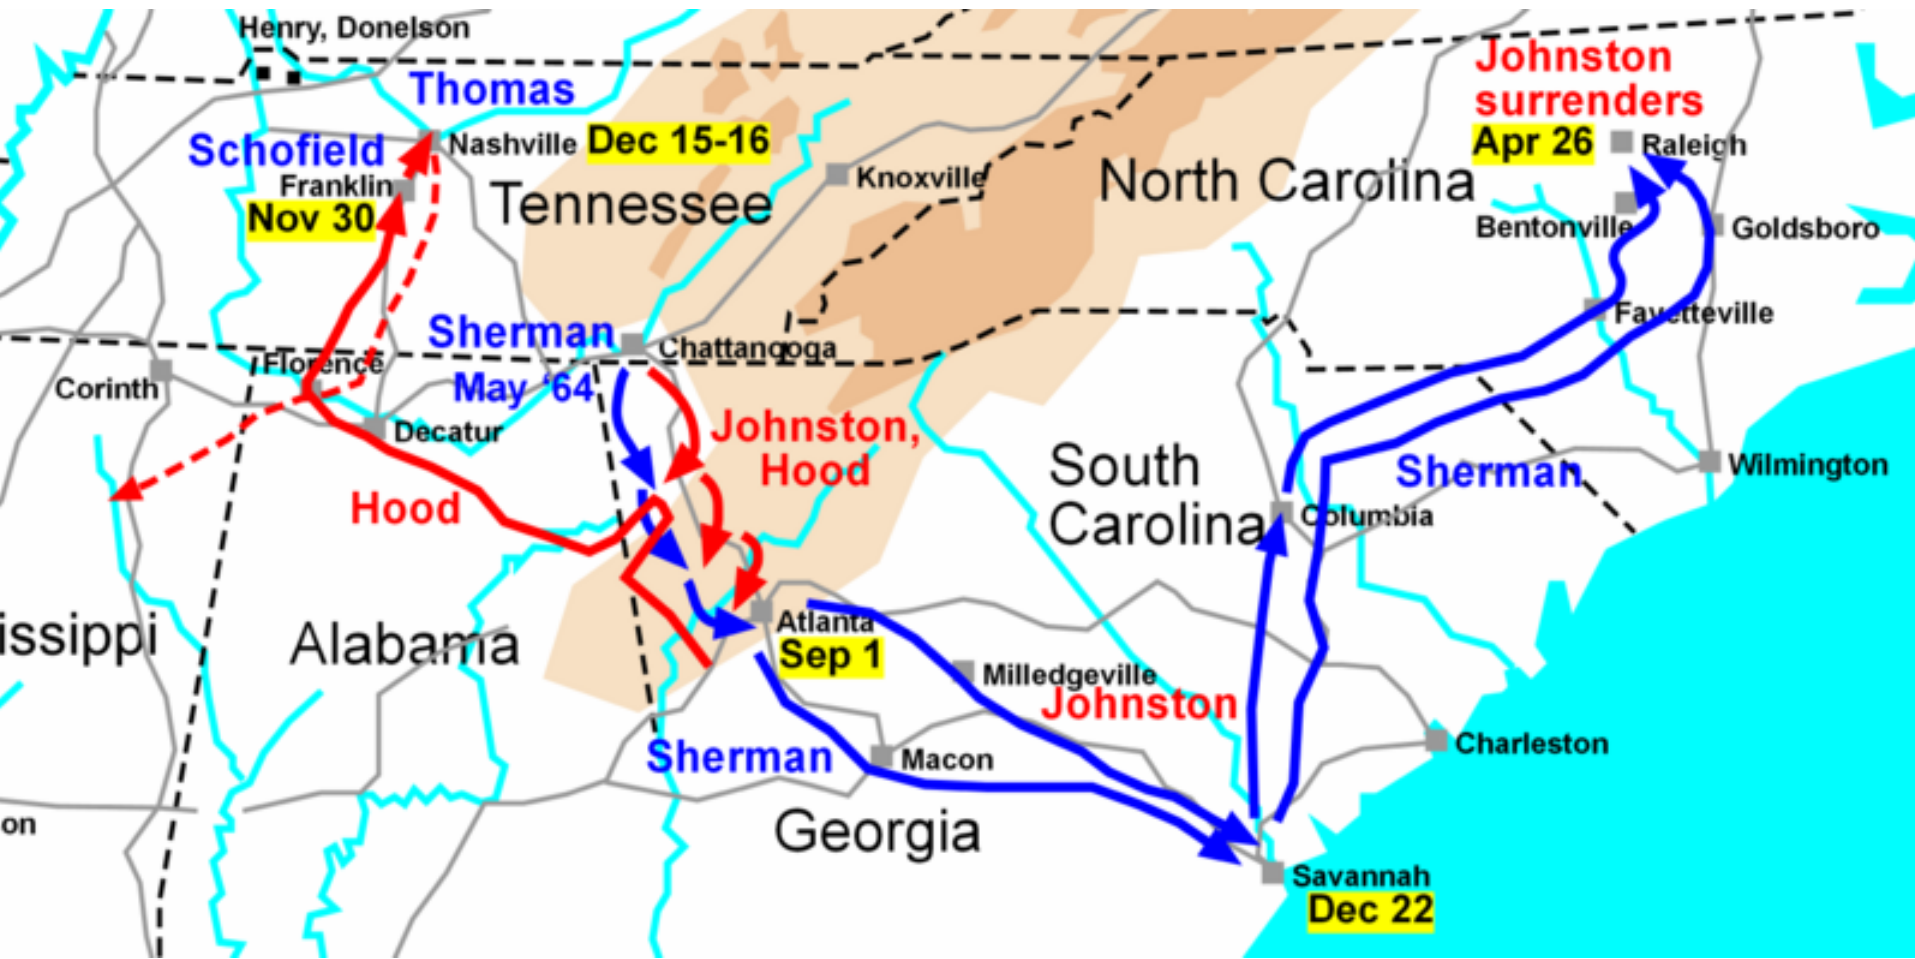 Henry, Donelson
Thomas
Schofield
Nashville
Dec 15-16
Franklin
Nov 30
Tennessee
Knoxville
North Carolina
Johnston
surrenders
Apr 26
Raleigh
Bentonville
Goldsboro
Fayetteville
Sherman
May ‘64
Chattanooga
Florence
Corinth
Decatur
Hood
Johnston,
Hood
South
Carolina
Sherman
Wilmington
Columbia
issippi
Alabama
Atlanta
Sep 1
Milledgeville
Johnston
Sherman
Macon
Charleston
on
Georgia
Savannah
Dec 22